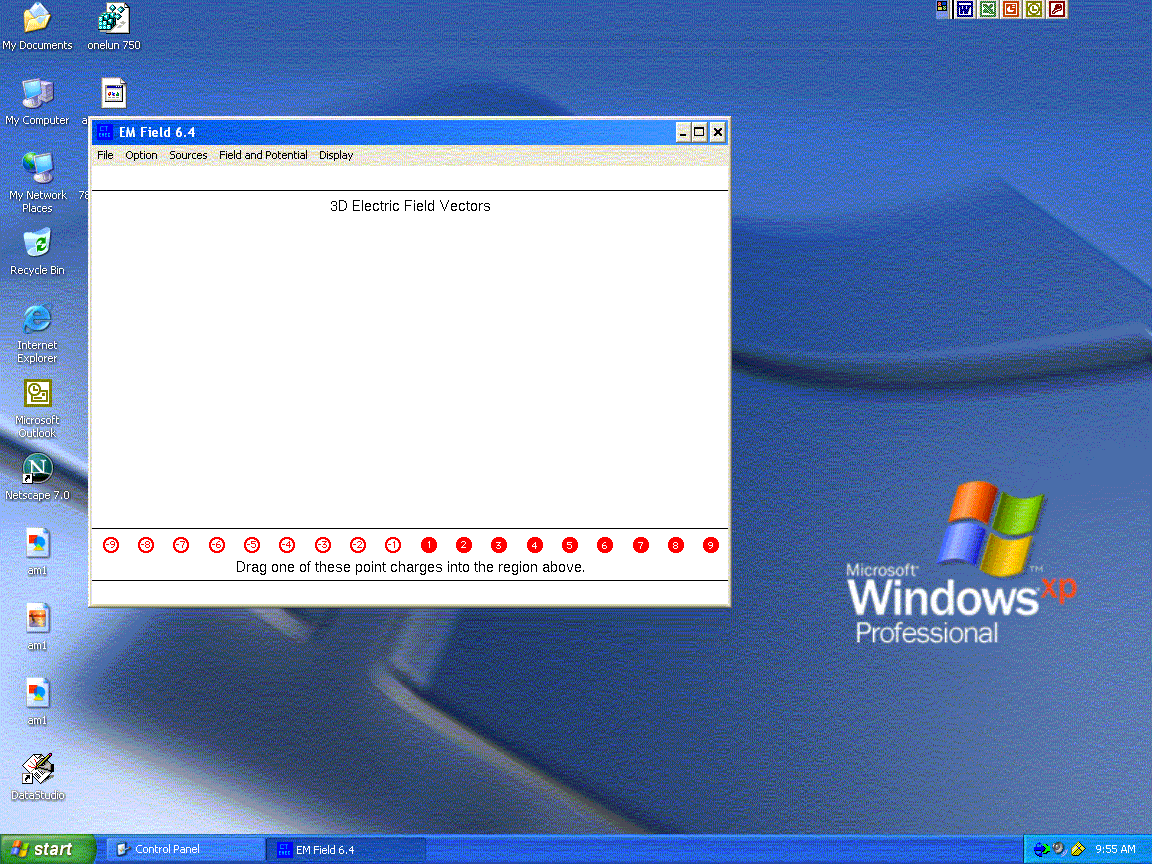 My Documents
onelun 750
My Computer
a
My Network
Places
78
Recycle Bin
Internet
Explorer
Microsoft
Outlook
Netscape 7.0
am1
am1
am1
DataStudio
EM Field 6.4
File Option Sources Field and Potential Display
3D Electric Field Vectors
-9 -8 -7 -6 -5 -4 -3 -2 -1 1 2 3 4 5 6 7 8 9
Drag one of these point charges into the region above.
Microsoft
Windows xp
Professional
start
Control Panel
EM Field 6.4
9:55 AM